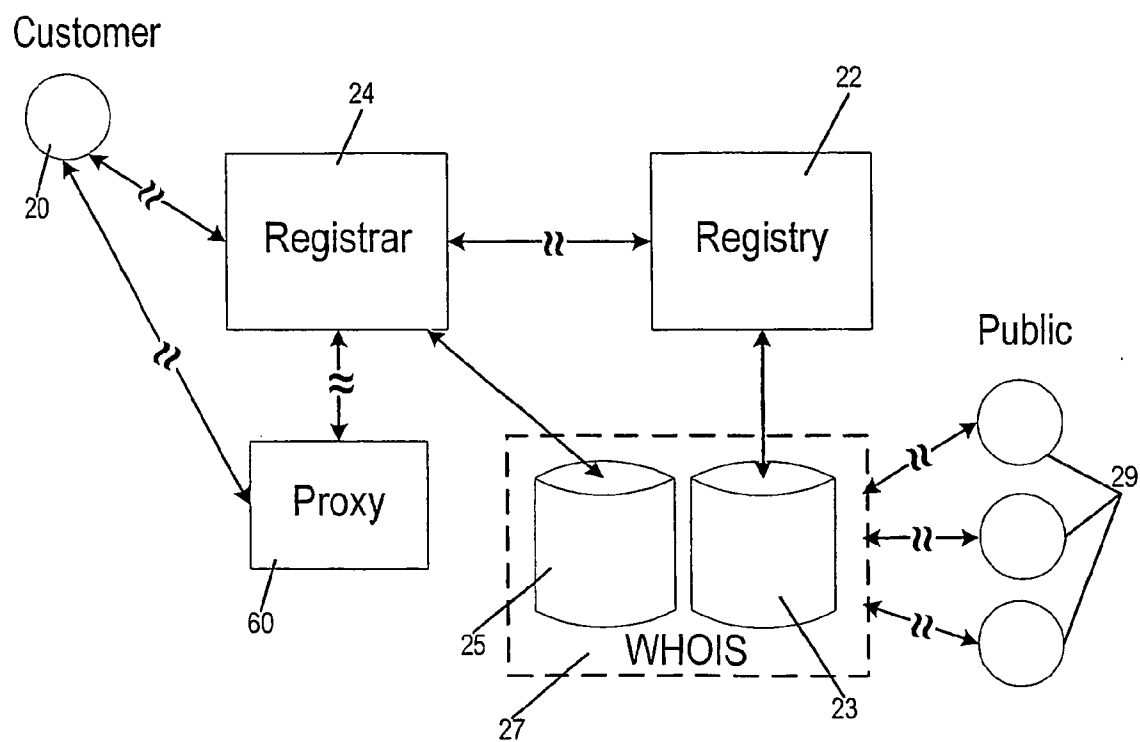 Customer
24
22
20
Registrar
Registry
Public
Proxy
29
60
25
WHOIS
23
27